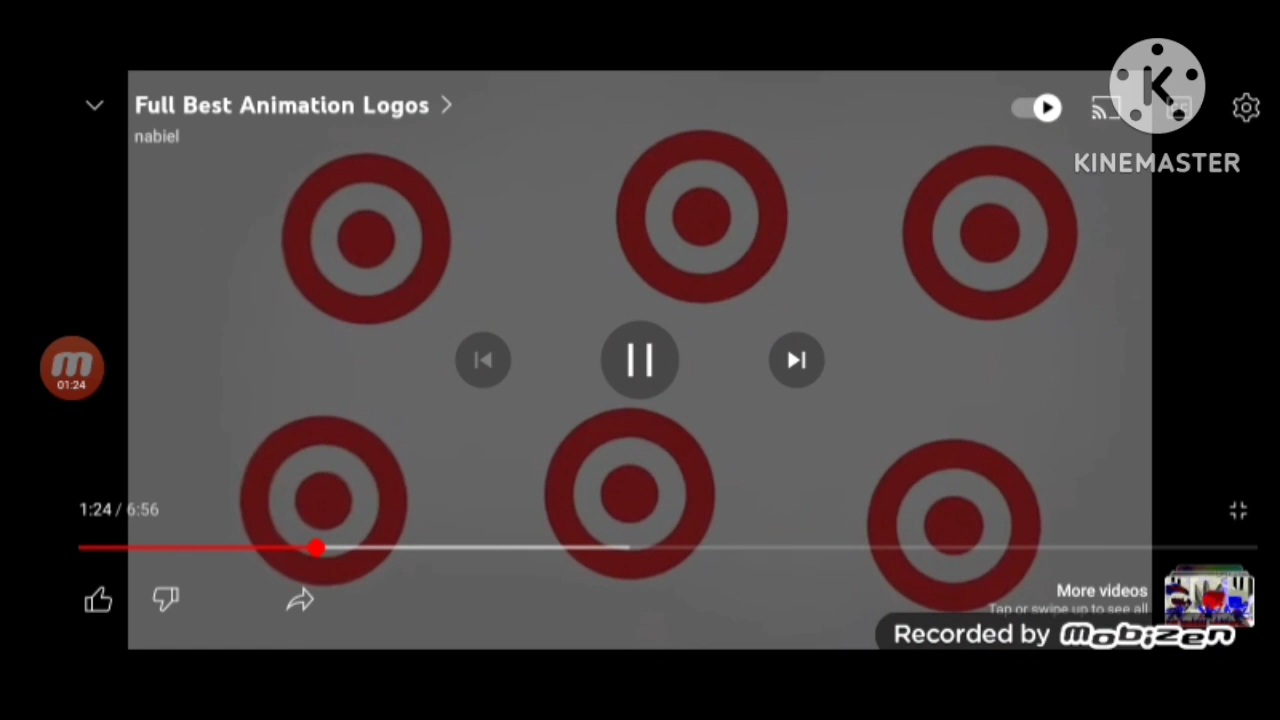 Full Best Animation Logos
nabiel
K
KINEMASTER
m
01:24
1:24 / 6:56
More videos
Tap or swipe up to see all
Recorded by mobizen